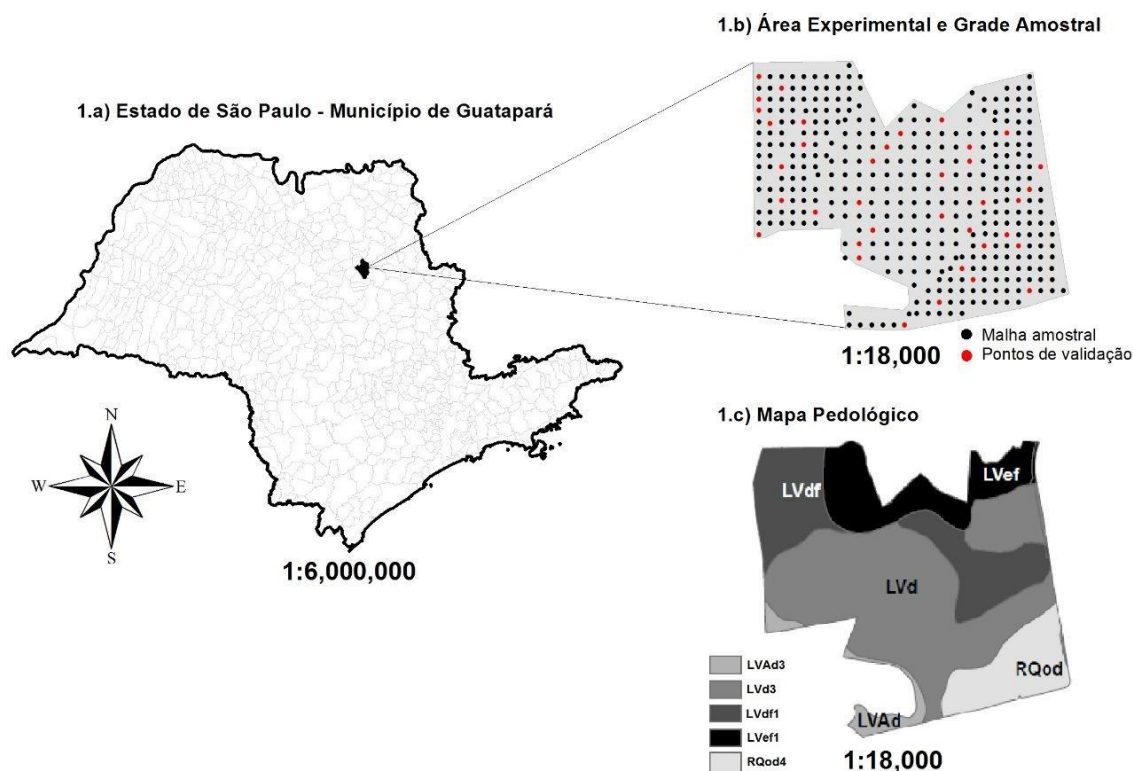 1.a) Estado de São Paulo - Município de Guatapará
N
W
E
S
1:6,000,000
1.b) Área Experimental e Grade Amostral
1:18,000
Malha amostral
Pontos de validação
1.c) Mapa Pedológico
LVdf
LVef
LVd
RQod
LVAd
LVAd3
LVd3
LVdf1
LVef1
RQod4
1:18,000